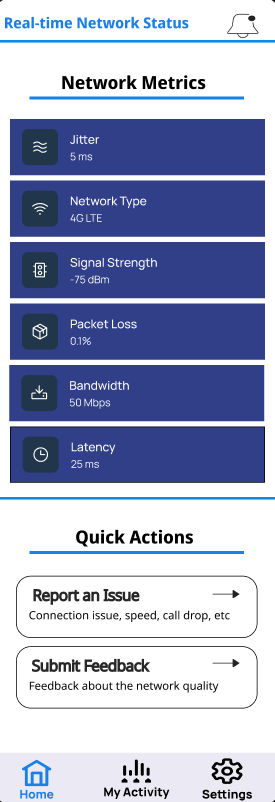 Real-time Network Status
Network Metrics
Jitter
5 ms
Network Type
4G LTE
Signal Strength
-75 dBm
Packet Loss
0.1%
Bandwidth
50 Mbps
Latency
25 ms
Quick Actions
Report an Issue
Connection issue, speed, call drop, etc
Submit Feedback
Feedback about the network quality
Home
My Activity
Settings